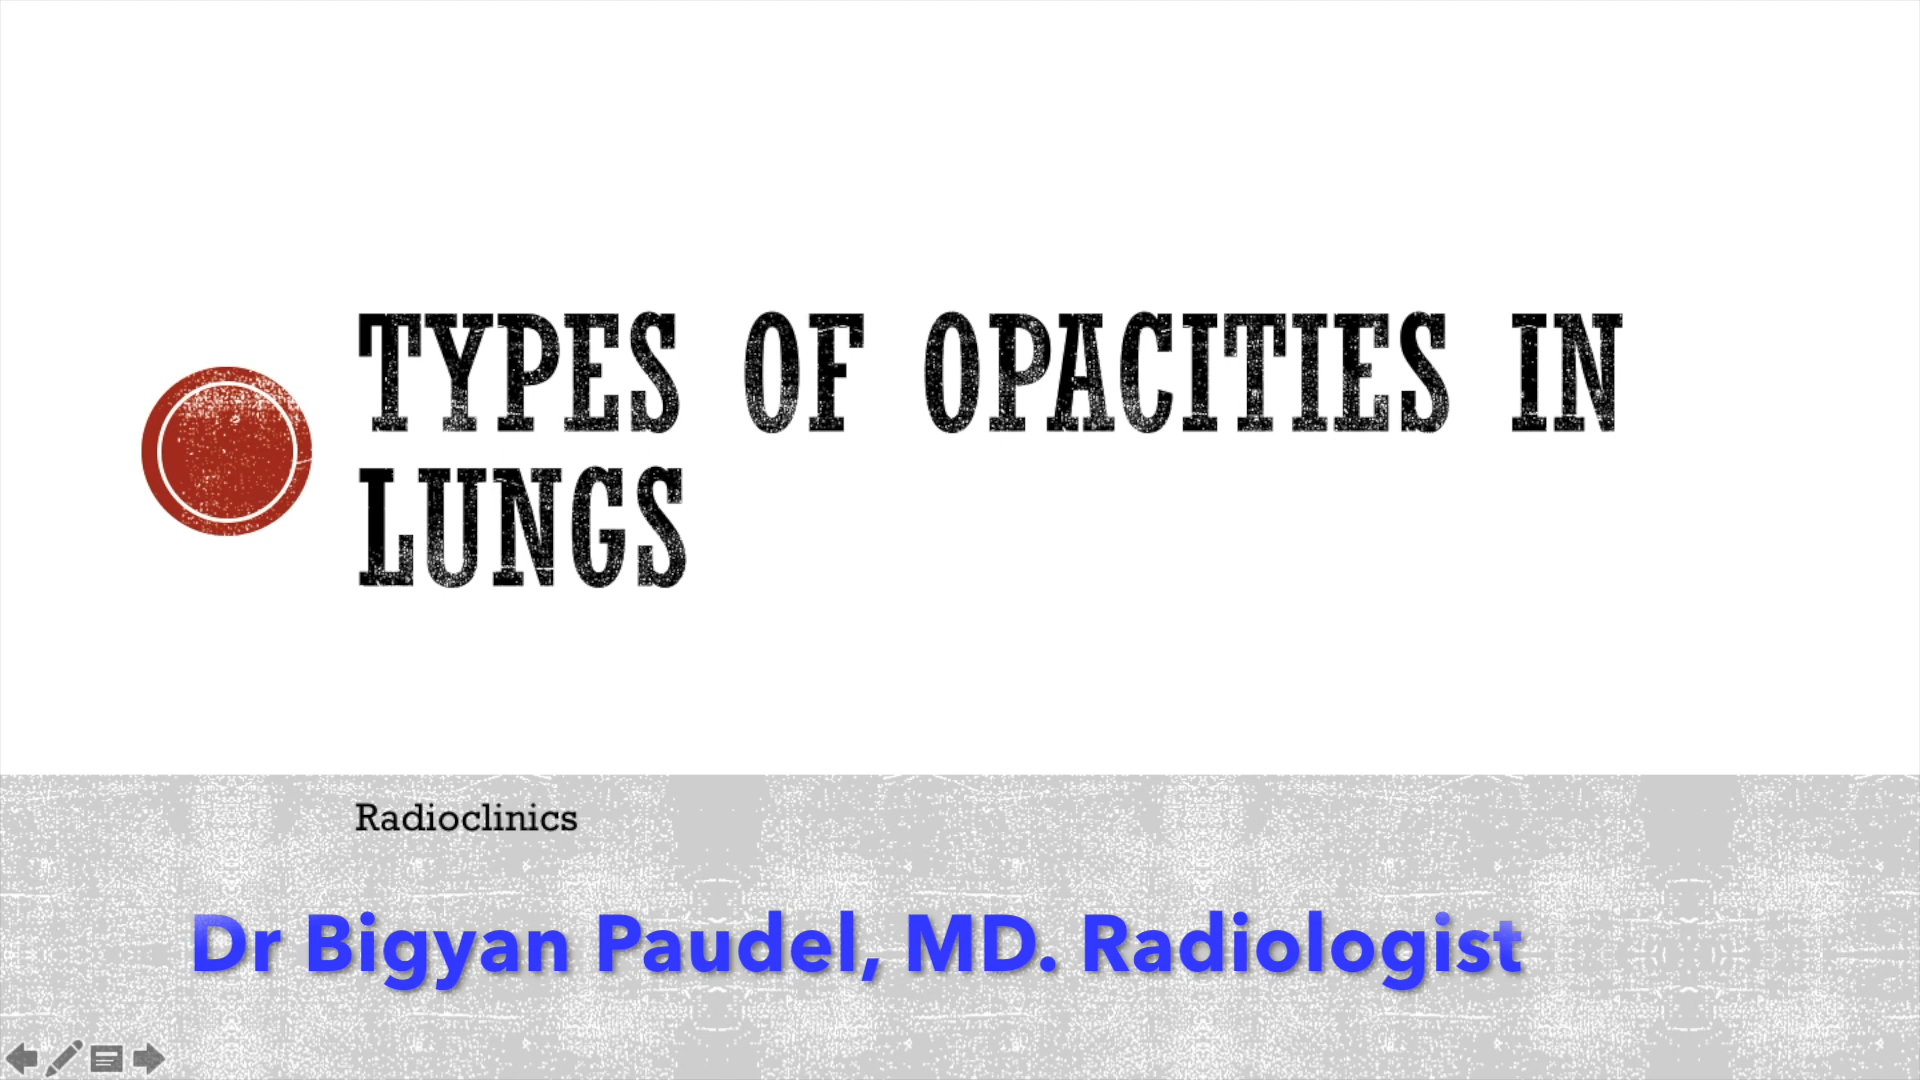 TYPES OF OPACITIES IN
LUNGS
Radioclinics
Dr Bigyan Paudel, MD. Radiologist